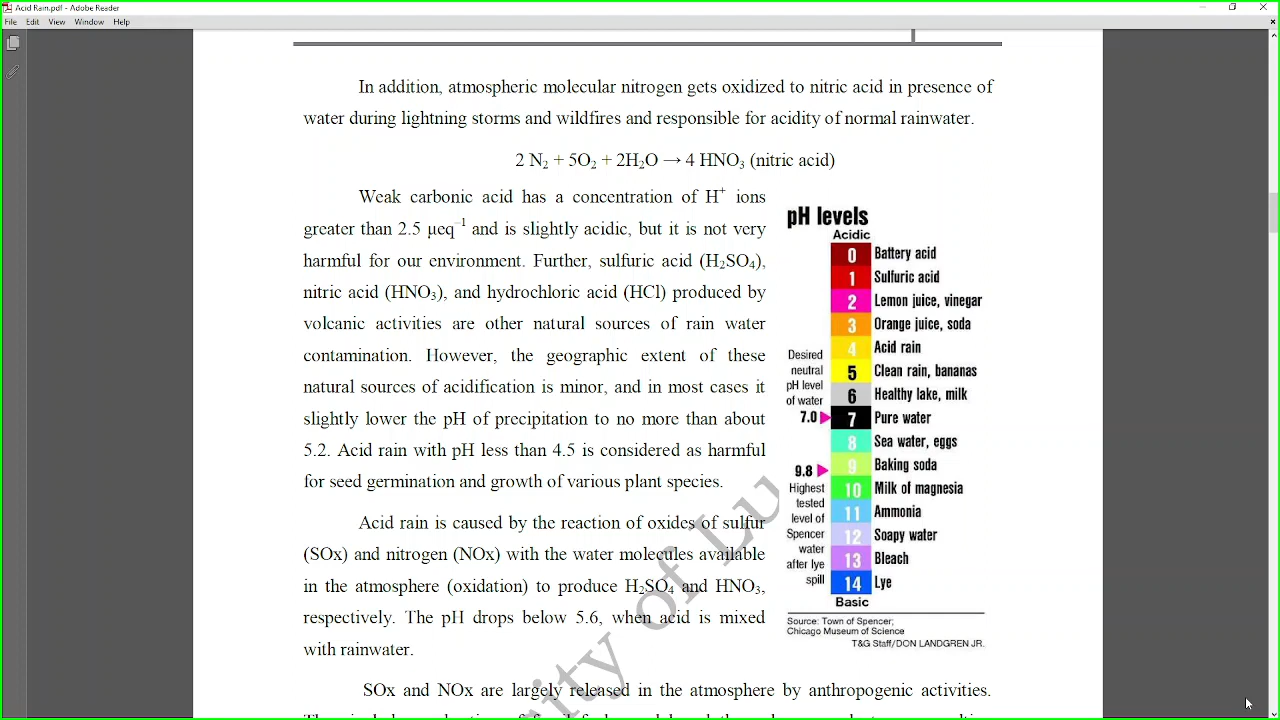 Acid Rain.pdf - Adobe Reader
File Edit View Window Help
In addition, atmospheric molecular nitrogen gets oxidized to nitric acid in presence of
water during lightning storms and wildfires and responsible for acidity of normal rainwater.
2 N₂ + 5O₂ + 2H₂O → 4 HNO₃ (nitric acid)
Weak carbonic acid has a concentration of H⁺ ions
greater than 2.5 µeq⁻¹ and is slightly acidic, but it is not very
harmful for our environment. Further, sulfuric acid (H₂SO₄),
nitric acid (HNO₃), and hydrochloric acid (HCl) produced by
volcanic activities are other natural sources of rain water
contamination. However, the geographic extent of these
natural sources of acidification is minor, and in most cases it
slightly lower the pH of precipitation to no more than about
5.2. Acid rain with pH less than 4.5 is considered as harmful
for seed germination and growth of various plant species.
Acid rain is caused by the reaction of oxides of sulfur
(SOx) and nitrogen (NOx) with the water molecules available
in the atmosphere (oxidation) to produce H₂SO₄ and HNO₃,
respectively. The pH drops below 5.6, when acid is mixed
with rainwater.
pH levels
Acidic
0 Battery acid
1 Sulfuric acid
2 Lemon juice, vinegar
3 Orange juice, soda
4 Acid rain
5 Clean rain, bananas
6 Healthy lake, milk
7 Pure water
8 Sea water, eggs
9 Baking soda
10 Milk of magnesia
11 Ammonia
12 Soapy water
13 Bleach
14 Lye
Basic
Desired
neutral
pH level
of water
7.0
9.8
Highest
tested
level of
Spencer
water
after lye
spill
Source: Town of Spencer;
Chicago Museum of Science
T&G Staff/DON LANDGREN JR.
SOx and NOx are largely released in the atmosphere by anthropogenic activities.